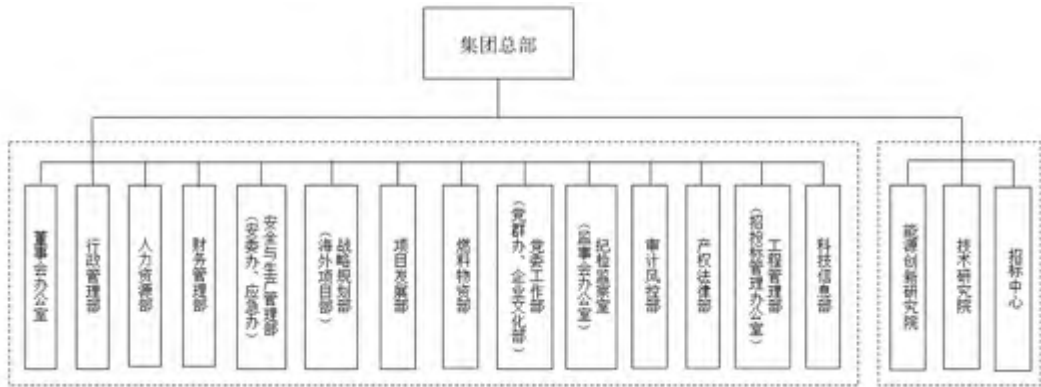 集团总部
董事会办公室
行政管理部
人力资源部
财务管理部
安全与生产管理部
（安委办、应急办）
战略规划部
（海外项目部）
项目发展部
燃料物资部
党委工作部
（党群办、企业文化部）
纪检监察室
（监事会办公室）
审计风控部
产权法律部
工程管理部
（招投标管理办公室）
科技信息部
能源创新研究院
技术研究院
招标中心